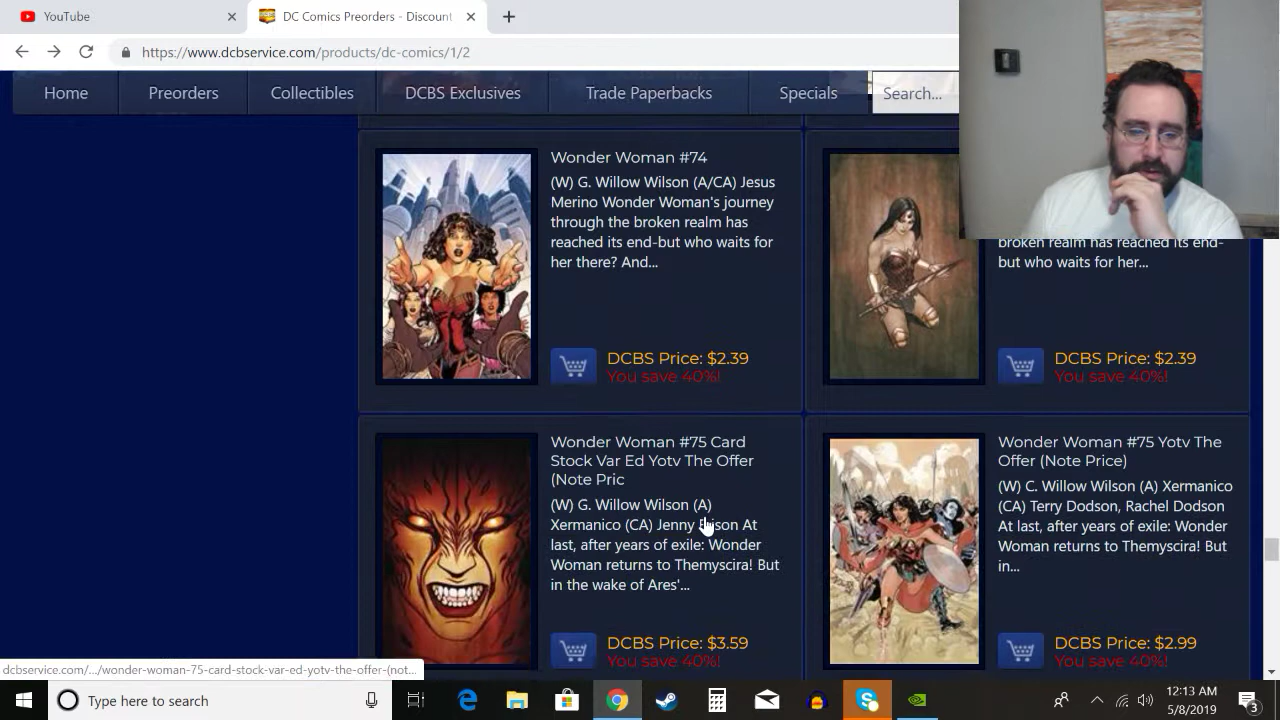 YouTube
DC Comics Preorders - Discount
https://www.dcbservice.com/products/dc-comics/1/2
Home
Preorders
Collectibles
DCBS Exclusives
Trade Paperbacks
Specials
Search...
Wonder Woman #74
(W) G. Willow Wilson (A/CA) Jesus
Merino Wonder Woman's journey
through the broken realm has
reached its end-but who waits for
her there? And...
DCBS Price: $2.39
You save 40%!
broken realm has reached its end-
but who waits for her...
DCBS Price: $2.39
You save 40%!
Wonder Woman #75 Card
Stock Var Ed Yotv The Offer
(Note Pric
(W) G. Willow Wilson (A)
Xermanico (CA) Jenny
At
last, after years of exile: Wonder
Woman returns to Themyscira! But
in the wake of Ares'...
DCBS Price: $3.59
You save 40%!
Wonder Woman #75 Yotv The
Offer (Note Price)
(W) C. Willow Wilson (A) Xermanico
(CA) Terry Dodson, Rachel Dodson
At last, after years of exile: Wonder
Woman returns to Themyscira! But
in...
DCBS Price: $2.99
You save 40%!
dcbservice.com/.../wonder-woman-75-card-stock-var-ed-yotv-the-offer-(not...
Type here to search
12:13 AM
5/8/2019
3